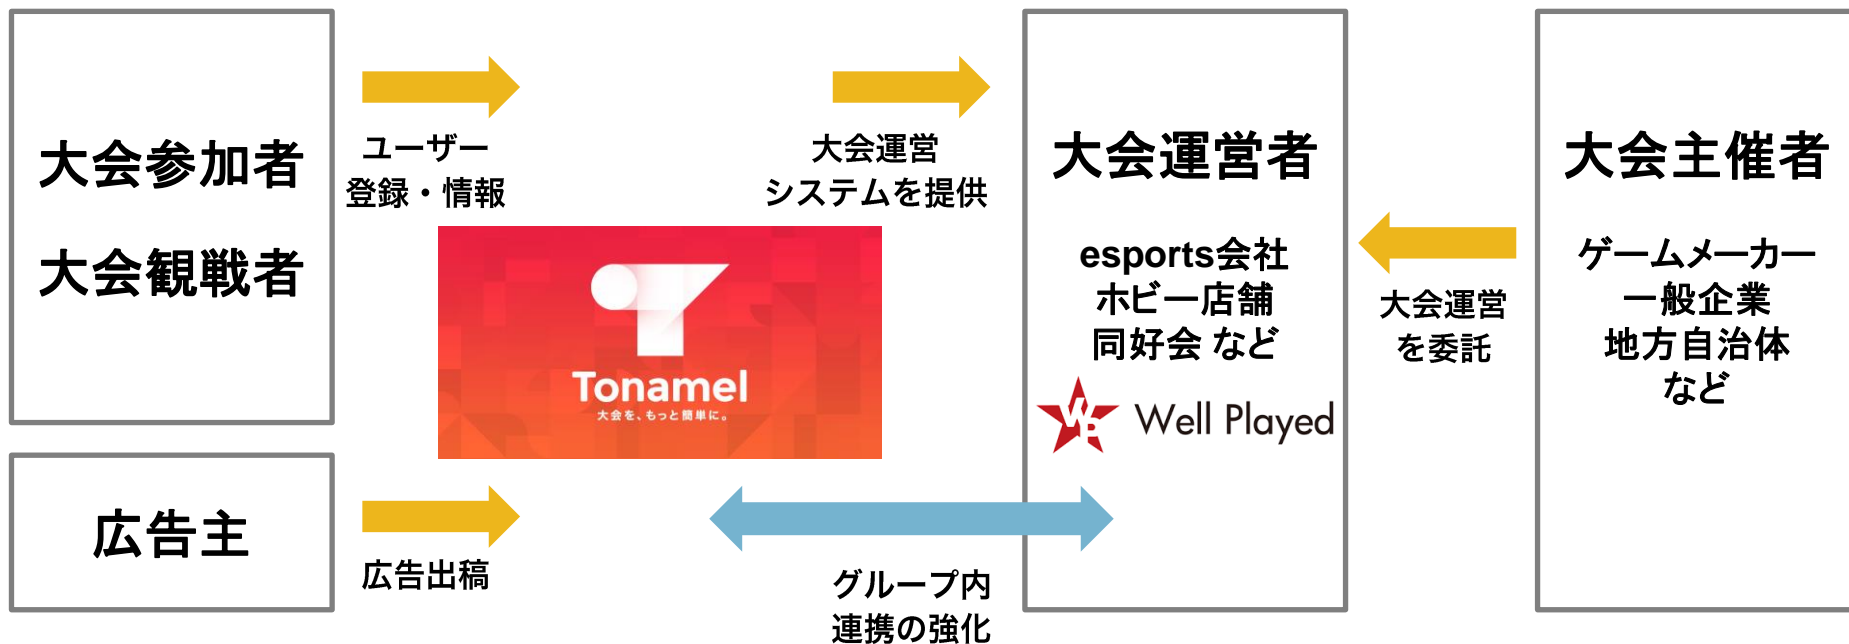 大会参加者
大会観戦者
ユーザー
登録・情報
大会運営
システムを提供
Tonamel
大会を、もっと簡単に。
大会運営者
esports会社
ホビー店舗
同好会 など
WP
Well Played
大会運営
を委託
大会主催者
ゲームメーカー
一般企業
地方自治体
など
広告主
広告出稿
グループ内
連携の強化